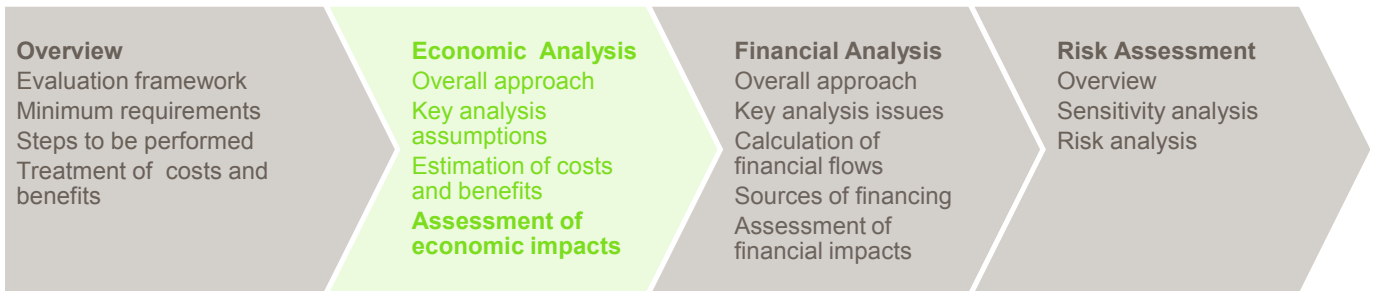 Overview
Evaluation framework
Minimum requirements
Steps to be performed
Treatment of costs and
benefits
Economic Analysis
Overall approach
Key analysis
assumptions
Estimation of costs
and benefits
Assessment of
economic impacts
Financial Analysis
Overall approach
Key analysis issues
Calculation of
financial flows
Sources of financing
Assessment of
financial impacts
Risk Assessment
Overview
Sensitivity analysis
Risk analysis